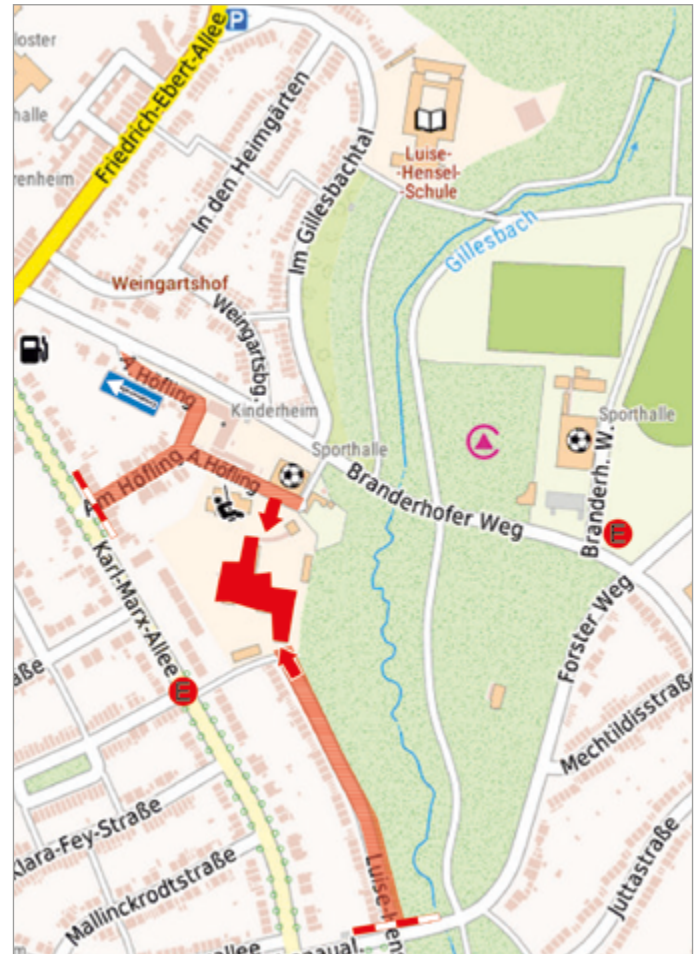 P
loster
halle
renheim
Friedrich-Ebert-Allee
In den Heimgärten
Im Gillesbachtal
Luise-
-Hensel-
-Schule
Gillesbach
Weingartshof
Weingartsbg.
A Höfling
Kinderheim
Sporthalle
Sporthalle
Am Höfling
A Höfling
Branderhofer Weg
Branderh. W.
Karl-Marx-Allee
Forster Weg
aße
Mechtildisstraße
Klara-Fey-Straße
Mallinckrodtstraße
Juttastraße
Luise-Hen
allee
naual.